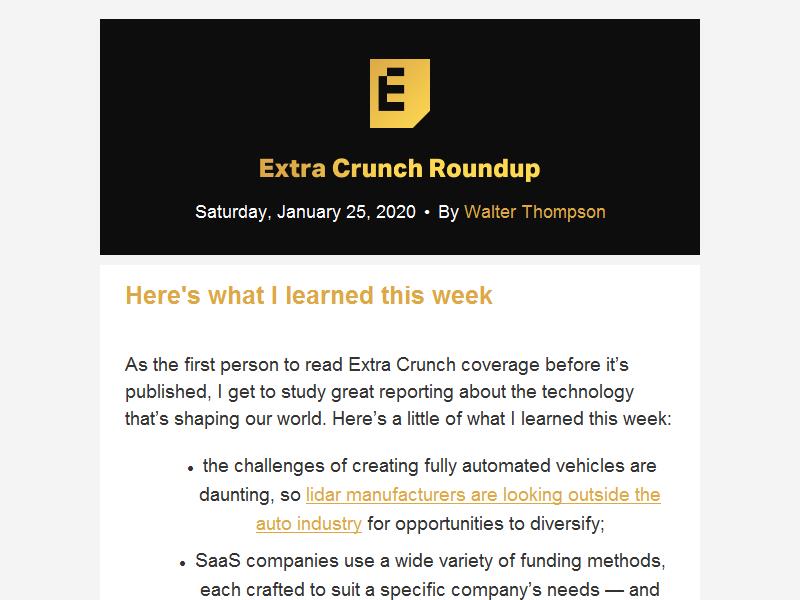 E
Extra Crunch Roundup
Saturday, January 25, 2020 • By Walter Thompson
Here's what I learned this week
As the first person to read Extra Crunch coverage before it’s
published, I get to study great reporting about the technology
that’s shaping our world. Here’s a little of what I learned this week:
• the challenges of creating fully automated vehicles are
daunting, so lidar manufacturers are looking outside the
auto industry for opportunities to diversify;
• SaaS companies use a wide variety of funding methods,
each crafted to suit a specific company’s needs — and